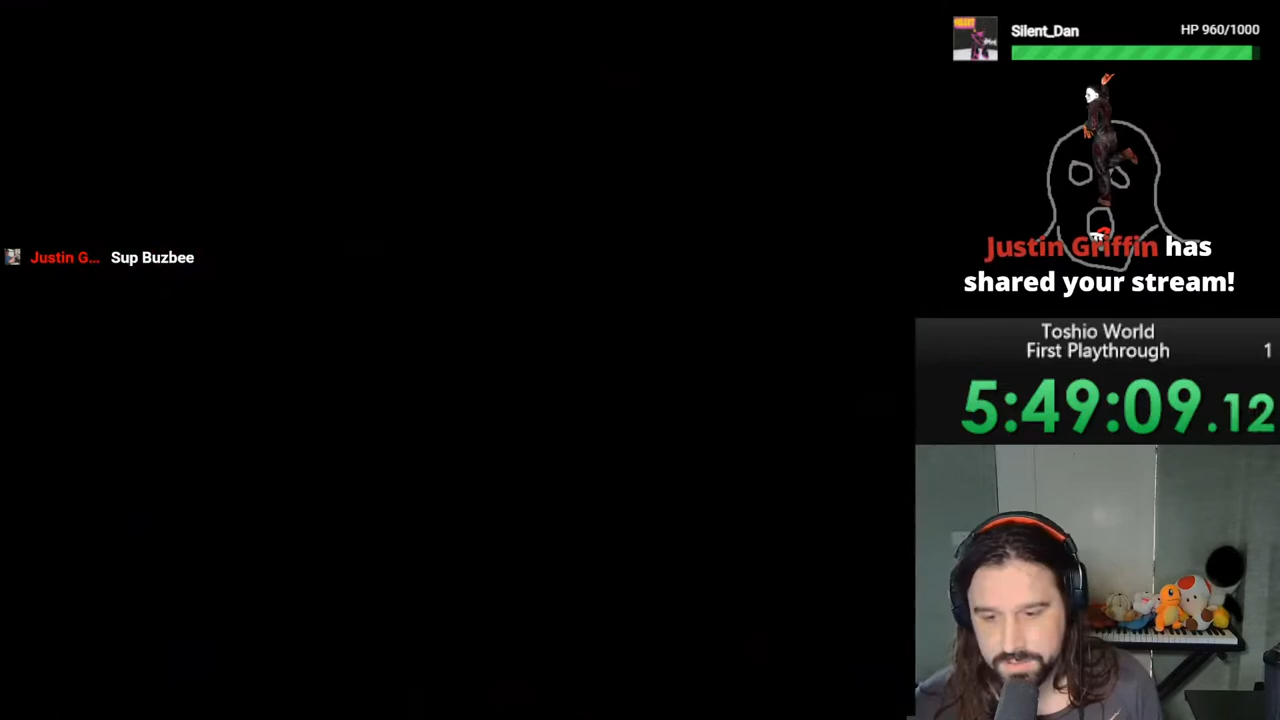 Silent_Dan HP 960/1000
Justin G... Sup Buzbee
Justin Griffin has
shared your stream!
Toshio World
First Playthrough 1
5:49:09.12